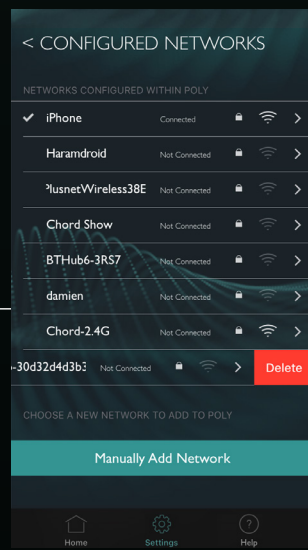 < CONFIGURED NETWORKS
NETWORKS CONFIGURED WITHIN POLY
iPhone Connected
Haramdroid Not Connected
PlusnetWireless38E Not Connected
Chord Show Not Connected
BTHub6-3RS7 Not Connected
damien Not Connected
Chord-2.4G Not Connected
-30d32d4d3b3 Not Connected Delete
CHOOSE A NEW NETWORK TO ADD TO POLY
Manually Add Network
Home Settings Help